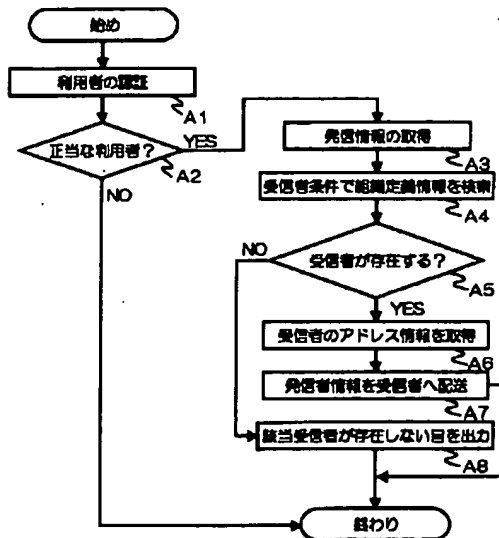 始め
利用者の認証
A1
正当な利用者？
YES
A2
NO
発信情報の取得
A3
受信者条件で組織定義情報を検索
A4
NO
受信者が存在する？
A5
YES
受信者のアドレス情報を取得
A6
発信者情報を受信者へ配送
A7
該当受信者が存在しない旨を出力
A8
終わり